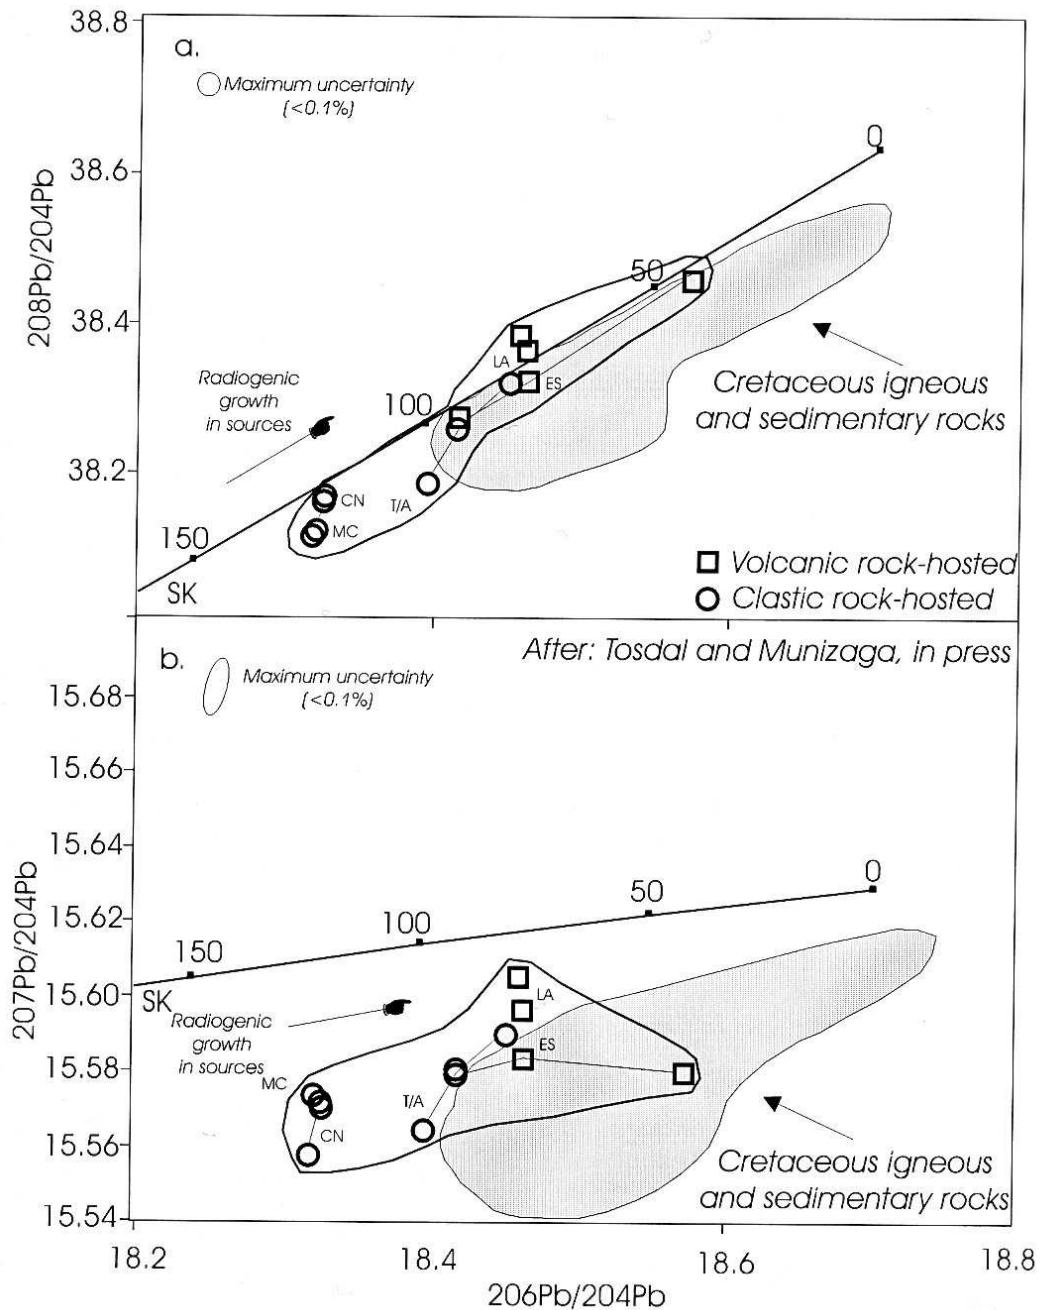 38.8
a.
Maximum uncertainty
(<0.1%)
0
38.6
208Pb/204Pb
50
38.4
LA
ES
Radiogenic
growth
in sources
100
Cretaceous igneous
and sedimentary rocks
38.2
CN
T/A
MC
150
SK
Volcanic rock-hosted
Clastic rock-hosted
b.
After: Tosdal and Munizaga, in press
Maximum uncertainty
(<0.1%)
15.68
15.66
15.64
0
50
15.62
100
150
207Pb/204Pb
15.60
SK
LA
Radiogenic
growth
in sources
ES
15.58
MC
T/A
CN
15.56
Cretaceous igneous
and sedimentary rocks
15.54
18.2
18.4
18.6
18.8
206Pb/204Pb